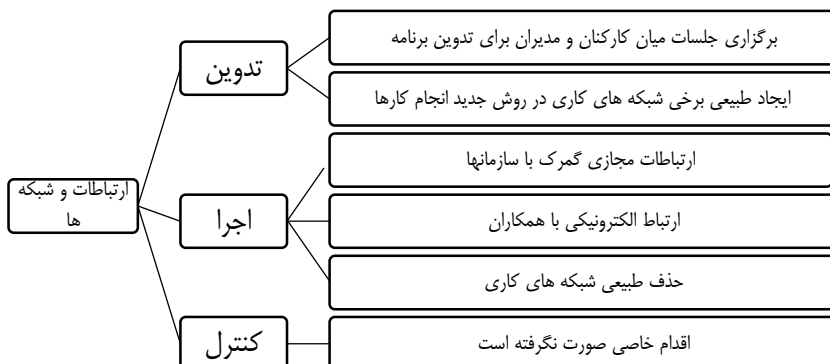 برگزاری جلسات میان کارکنان و مدیران برای تدوین برنامه
تدوین
ایجاد طبیعی برخی شبکه های کاری در روش جدید انجام کارها
ارتباطات مجازی گمرک با سازمانها
ارتباطات و شبکه
ها
اجرا
ارتباط الکترونیکی با همکاران
حذف طبیعی شبکه های کاری
کنترل
اقدام خاصی صورت نگرفته است